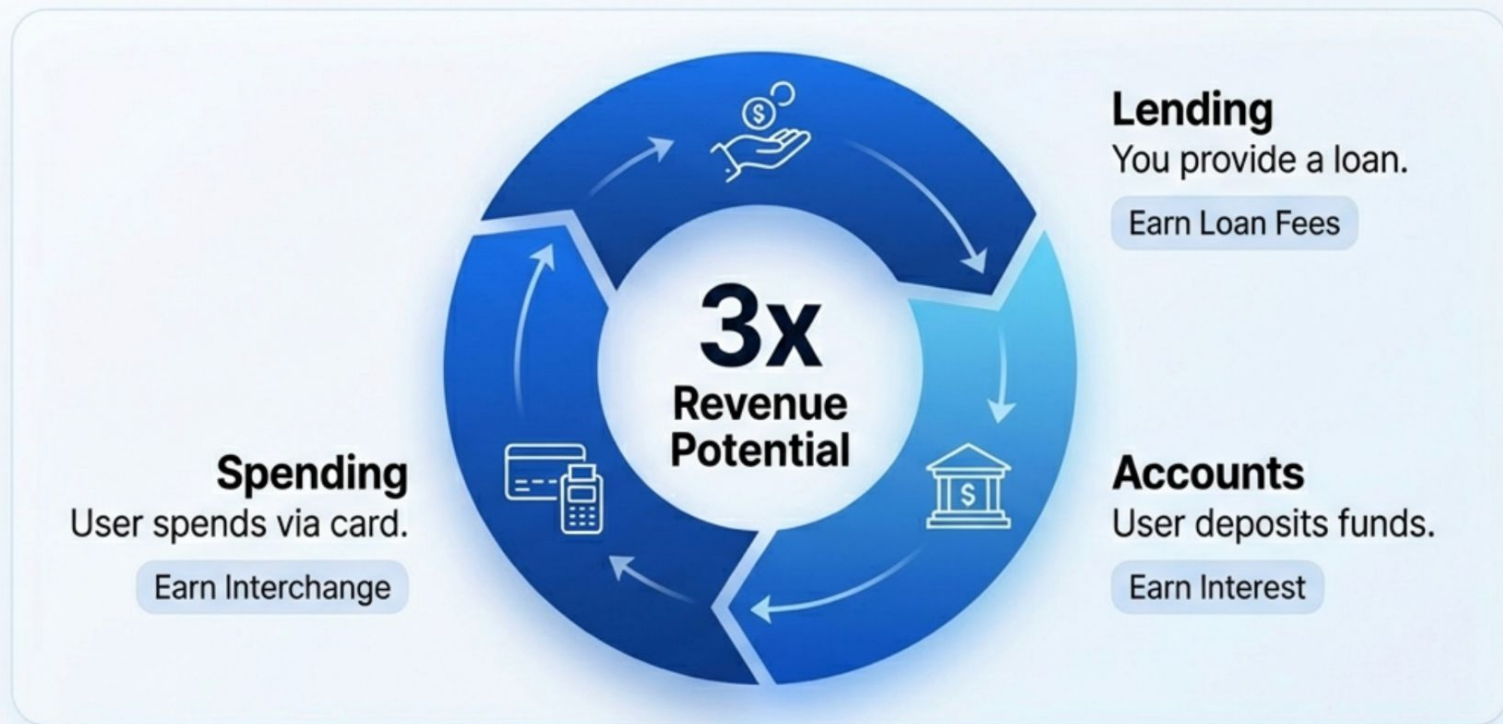 Lending
You provide a loan.
Earn Loan Fees
3x
Revenue
Potential
Spending
User spends via card.
Earn Interchange
Accounts
User deposits funds.
Earn Interest
$
$